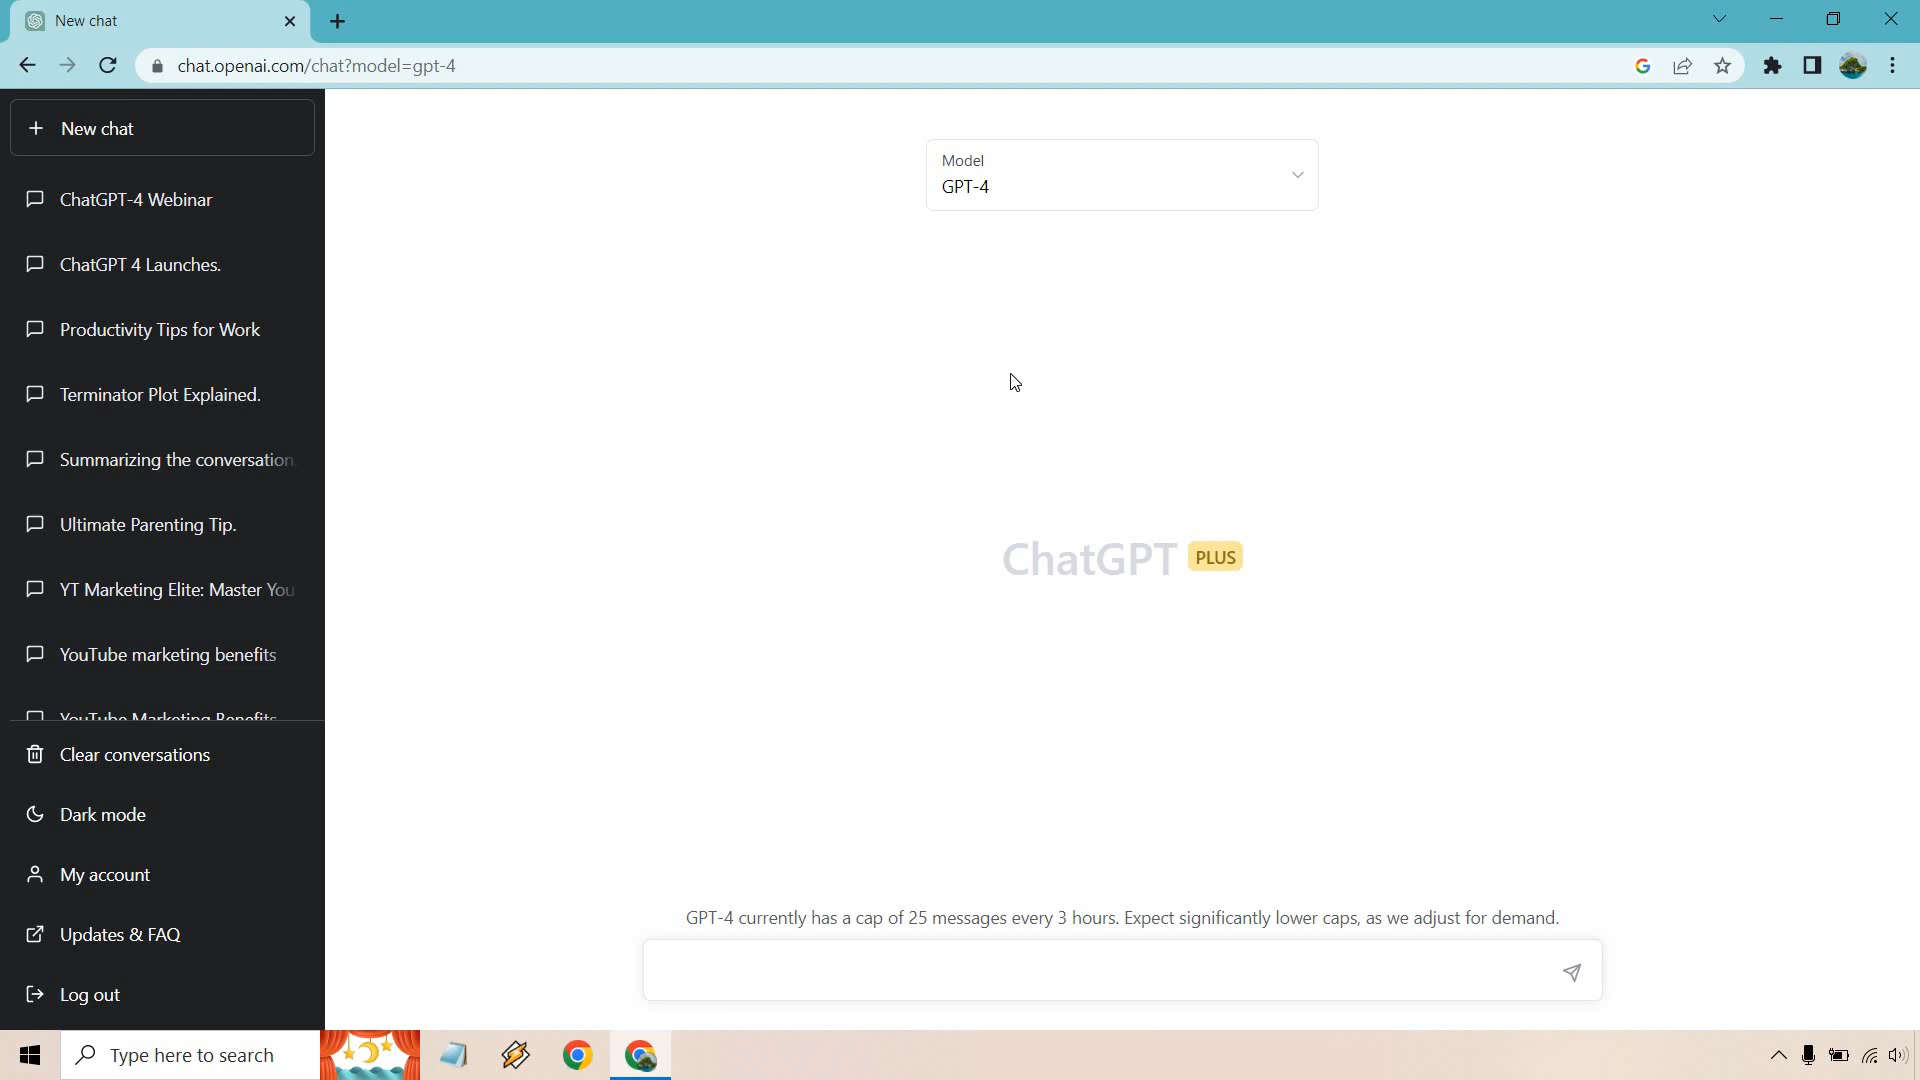 New chat
chat.openai.com/chat?model=gpt-4
New chat
ChatGPT-4 Webinar
ChatGPT 4 Launches.
Productivity Tips for Work
Terminator Plot Explained.
Summarizing the conversation.
Ultimate Parenting Tip.
YT Marketing Elite: Master You
YouTube marketing benefits
YouTube Marketing Benefits
Clear conversations
Dark mode
My account
Updates & FAQ
Log out
Model
GPT-4
ChatGPT PLUS
GPT-4 currently has a cap of 25 messages every 3 hours. Expect significantly lower caps, as we adjust for demand.
Type here to search